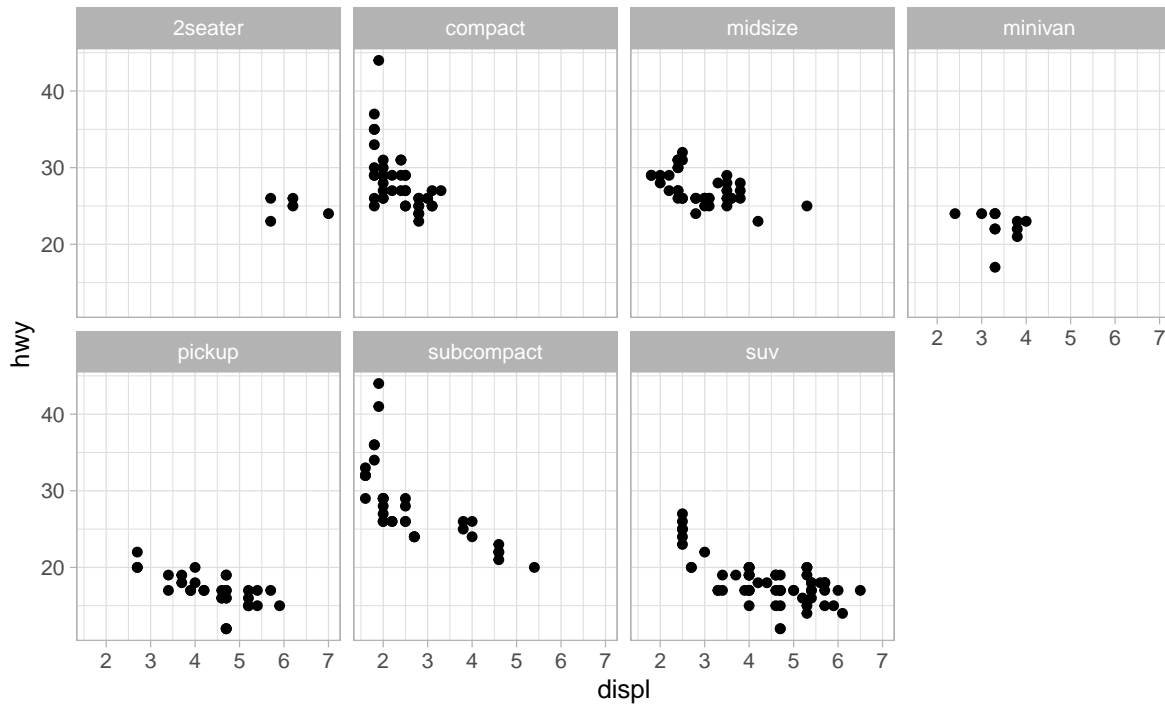 2seater compact midsize minivan
40
30
20
2 3 4 5 6 7
hwy
pickup subcompact suv
40
30
20
2 3 4 5 6 7 2 3 4 5 6 7 2 3 4 5 6 7
displ